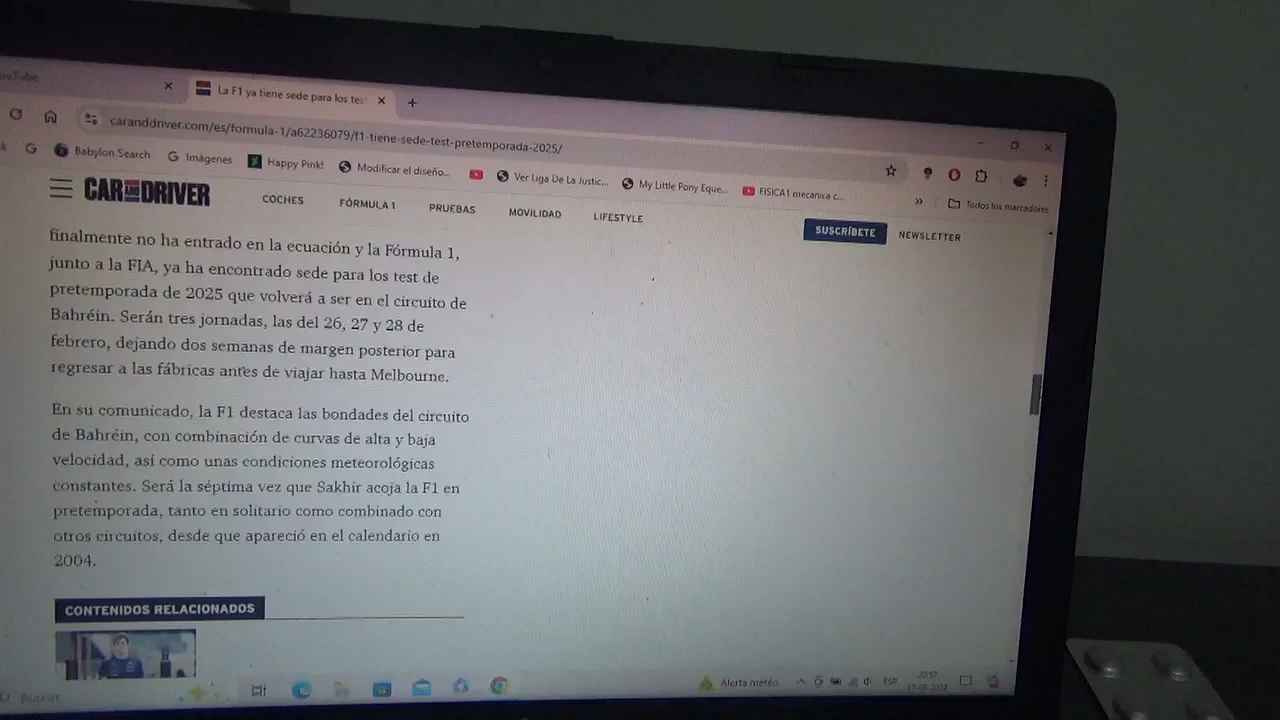 ouTube
La F1 ya tiene sede para los tes
caranddriver.com/es/formula-1/a62236079/f1-tiene-sede-test-pretemporada-2025/
Babylon Search
Imágenes
Happy Pink!
Modificar el diseño...
Ver Liga De La Justic...
My Little Pony Eque...
FISICA1 mecanica c...
»
Todos los marcadores
CAR AND DRIVER
COCHES
FÓRMULA 1
PRUEBAS
MOVILIDAD
LIFESTYLE
SUSCRÍBETE
NEWSLETTER
finalmente no ha entrado en la ecuación y la Fórmula 1,
junto a la FIA, ya ha encontrado sede para los test de
pretemporada de 2025 que volverá a ser en el circuito de
Bahréin. Serán tres jornadas, las del 26, 27 y 28 de
febrero, dejando dos semanas de margen posterior para
regresar a las fábricas antes de viajar hasta Melbourne.
En su comunicado, la F1 destaca las bondades del circuito
de Bahréin, con combinación de curvas de alta y baja
velocidad, así como unas condiciones meteorológicas
constantes. Será la séptima vez que Sakhir acoja la F1 en
pretemporada, tanto en solitario como combinado con
otros circuitos, desde que apareció en el calendario en
2004.
CONTENIDOS RELACIONADOS
Buscar
Alerta meteo.
ESP
20:57